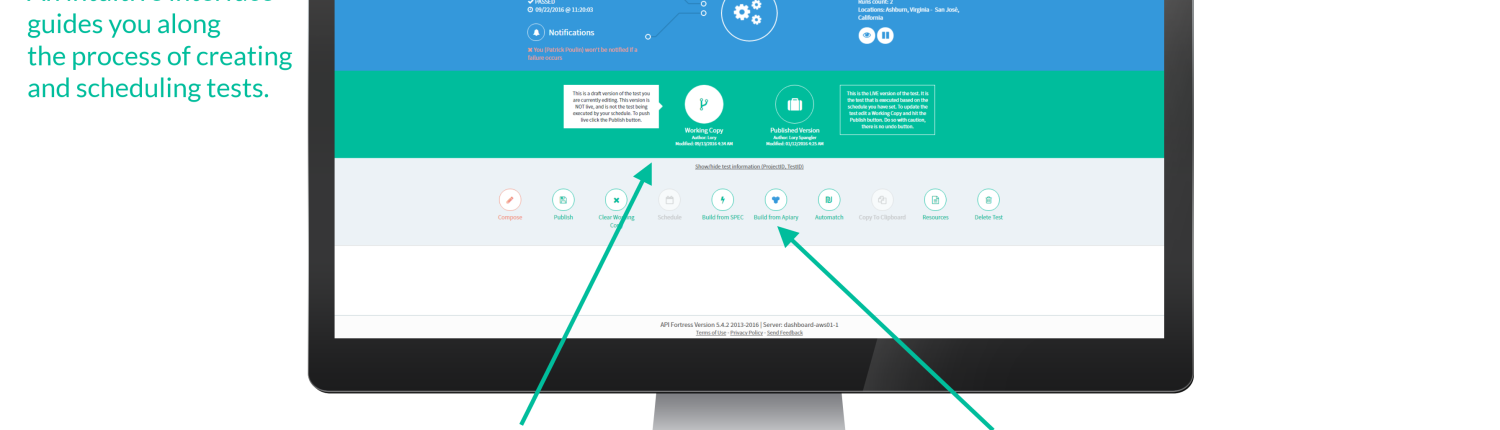 An intuitive interface
guides you along
the process of creating
and scheduling tests.
PASSED
09/22/2016 @ 11:20:03
Notifications
You (Patrick Poulin) won't be notified if a
failure occurs
Runs count: 2
Locations: Ashburn, Virginia - San Josè,
California
This is a draft version of the test you
are currently editing. This version is
NOT live, and is not the test being
executed by your schedule. To push
live click the Publish button.
Working Copy
Author: Lory
Modified: 09/13/2016 4:34 AM
Published Version
Author: Lory Spangler
Modified: 01/12/2016 4:25 AM
This is the LIVE version of the test. It is
the test that is executed based on the
schedule you have set. To update the
test edit a Working Copy and hit the
Publish button. Do so with caution,
there is no undo button.
Show/hide test information (ProjectID, TestID)
Compose
Publish
Clear Working
Copy
Schedule
Build from SPEC
Build from Apiary
Automatch
Copy To Clipboard
Resources
Delete Test
API Fortress Version 5.4.2 2013-2016 | Server: dashboard-aws01-1
Terms of Use - Privacy Policy - Send Feedback